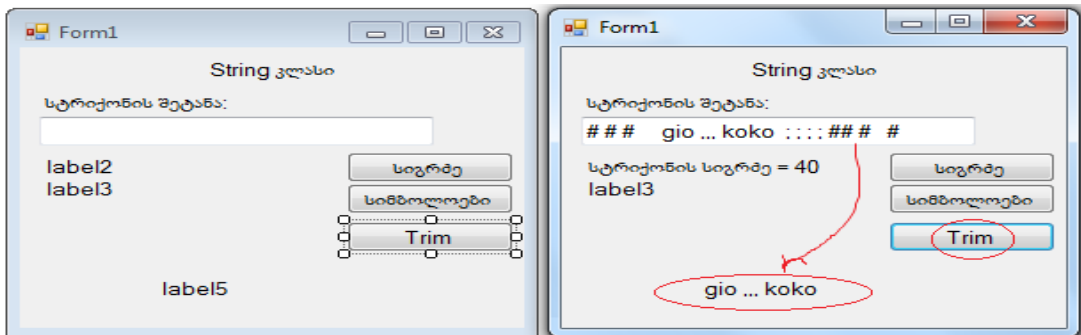 Form1
String კლასი
სტრიქონის შეტანა:
label2
სიგრძე
label3
სიმბოლოები
Trim
label5
Form1
String კლასი
სტრიქონის შეტანა:
# # #     gio ... koko  : : : : ## #   #
სტრიქონის სიგრძე = 40
სიგრძე
label3
სიმბოლოები
Trim
gio ... koko